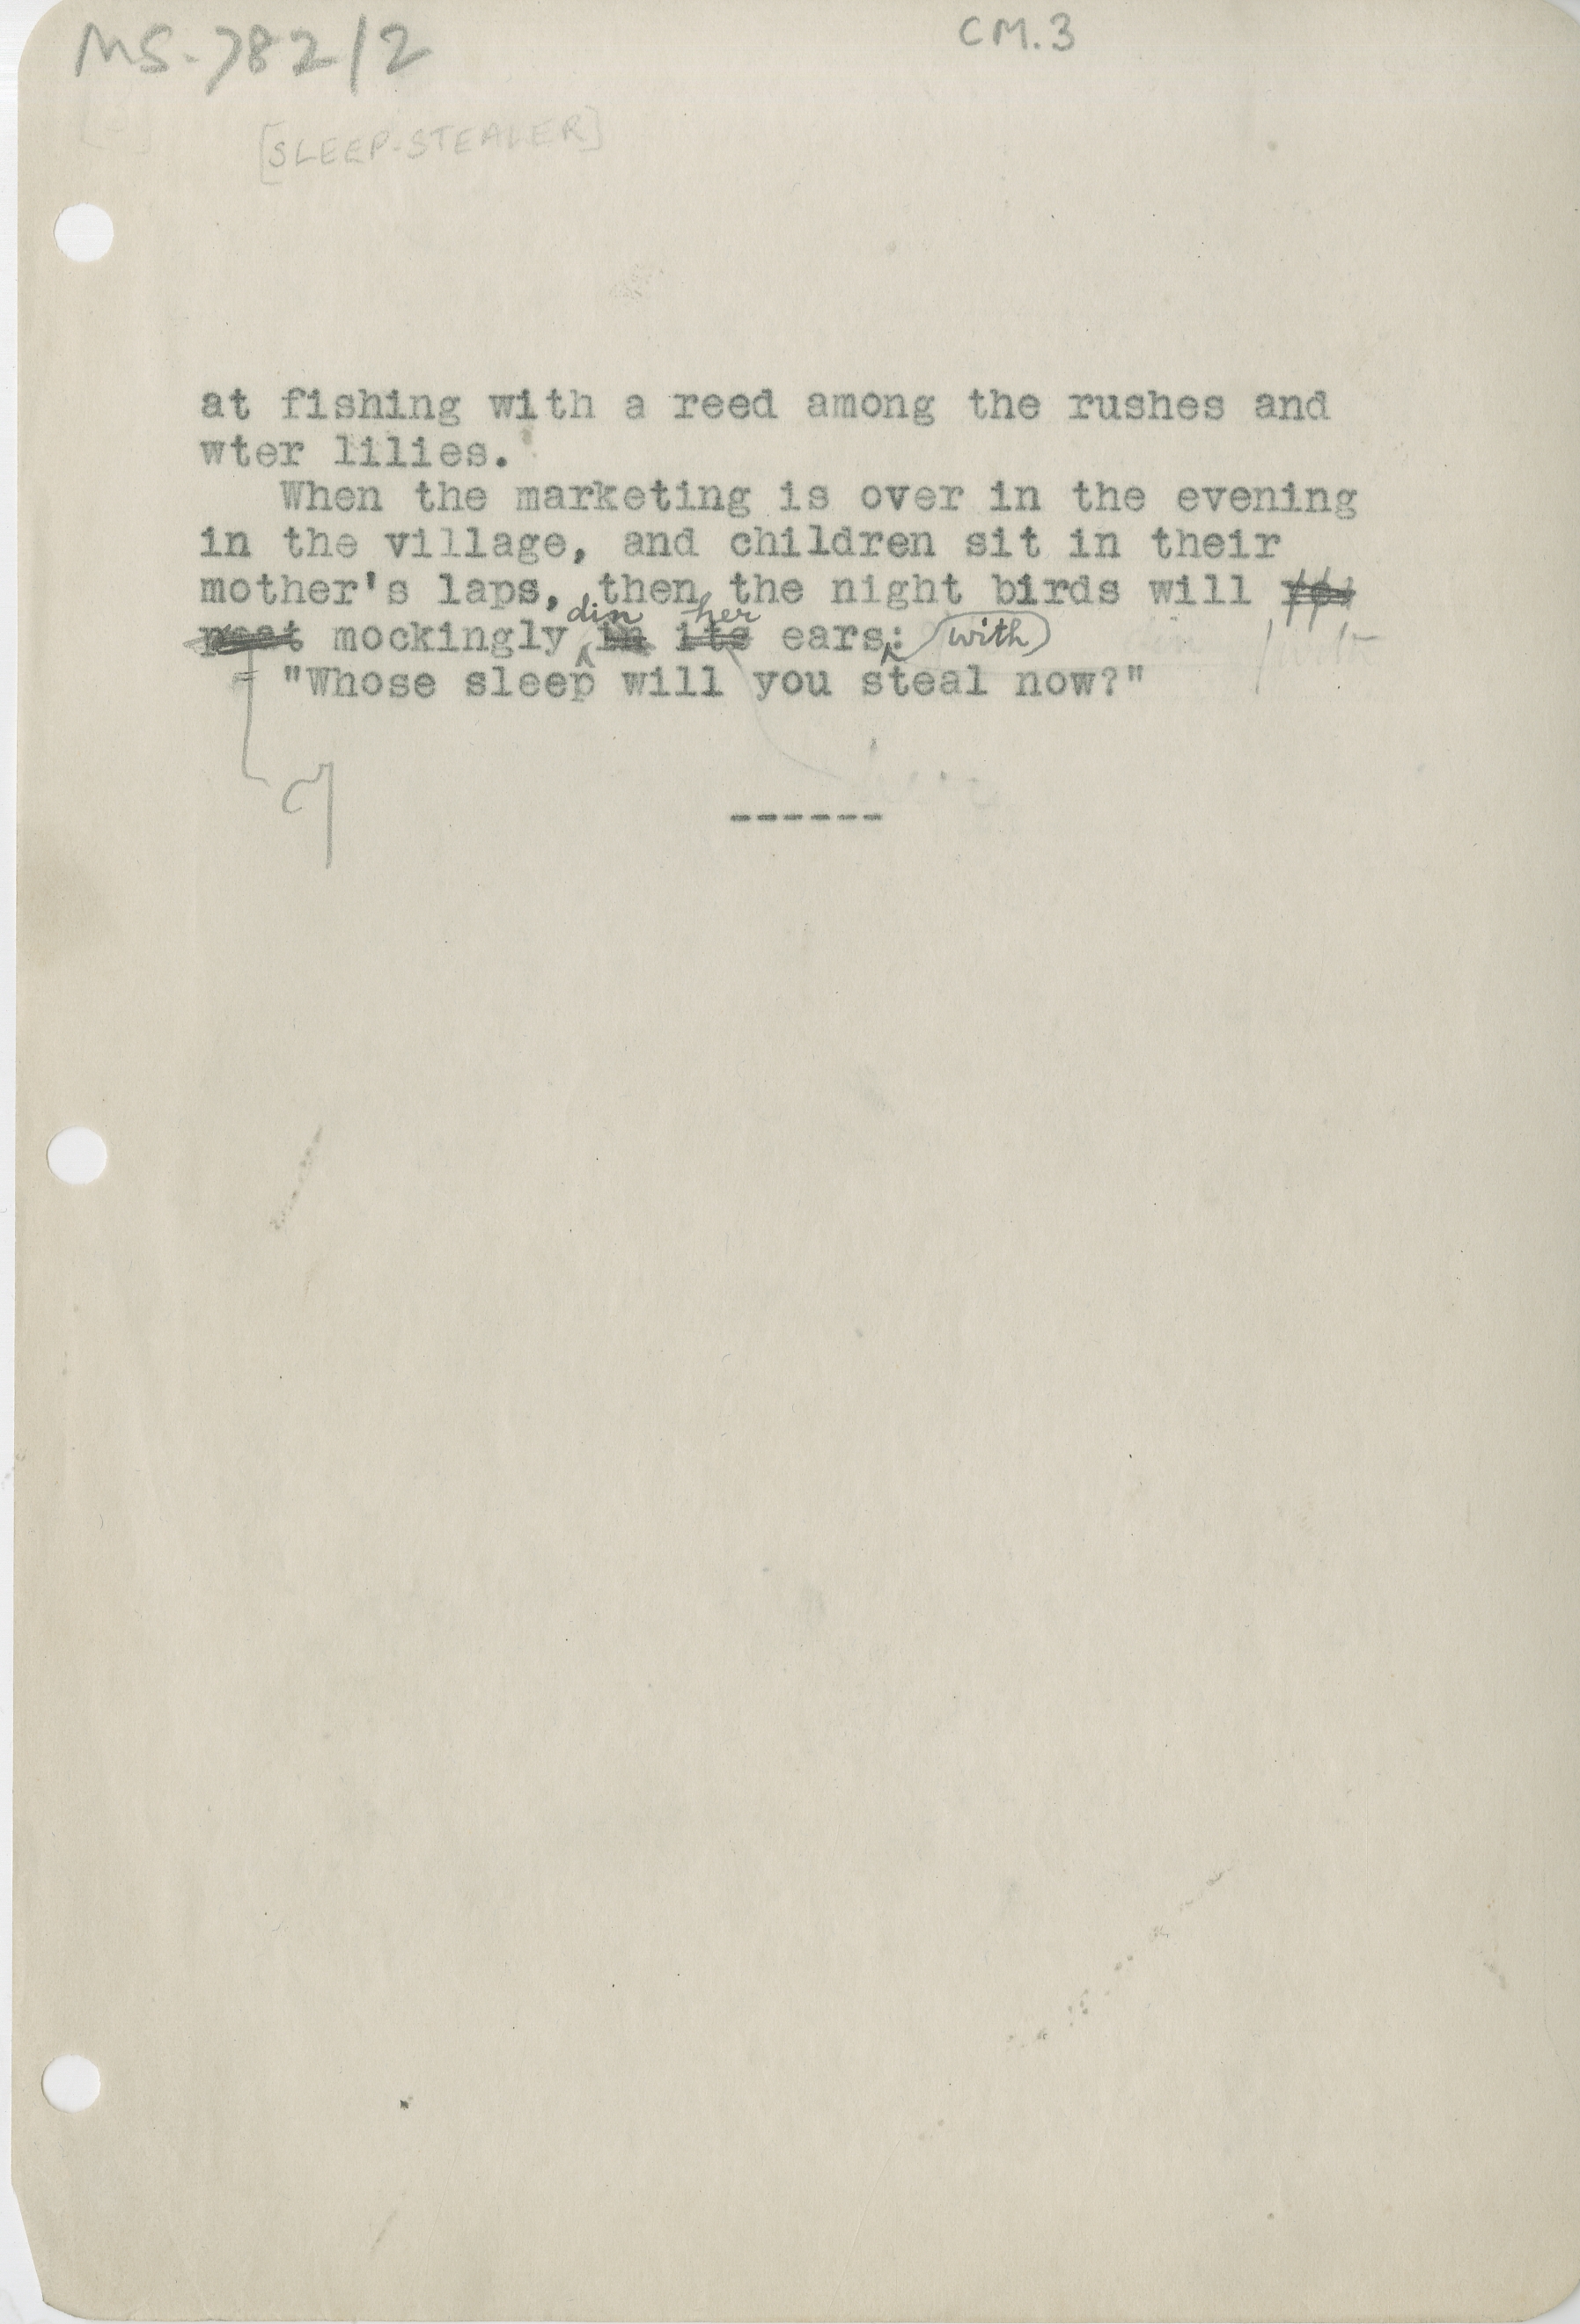 MS-782/2
CM.3
[SLEEP-STEALER]
at fishing with a reed among the rushes and
wter lilies.
When the marketing is over in the evening
in the village, and children sit in their
mother's laps, then the night birds will
din her
mockingly in its ears: with
"Whose sleep will you steal now?"
------